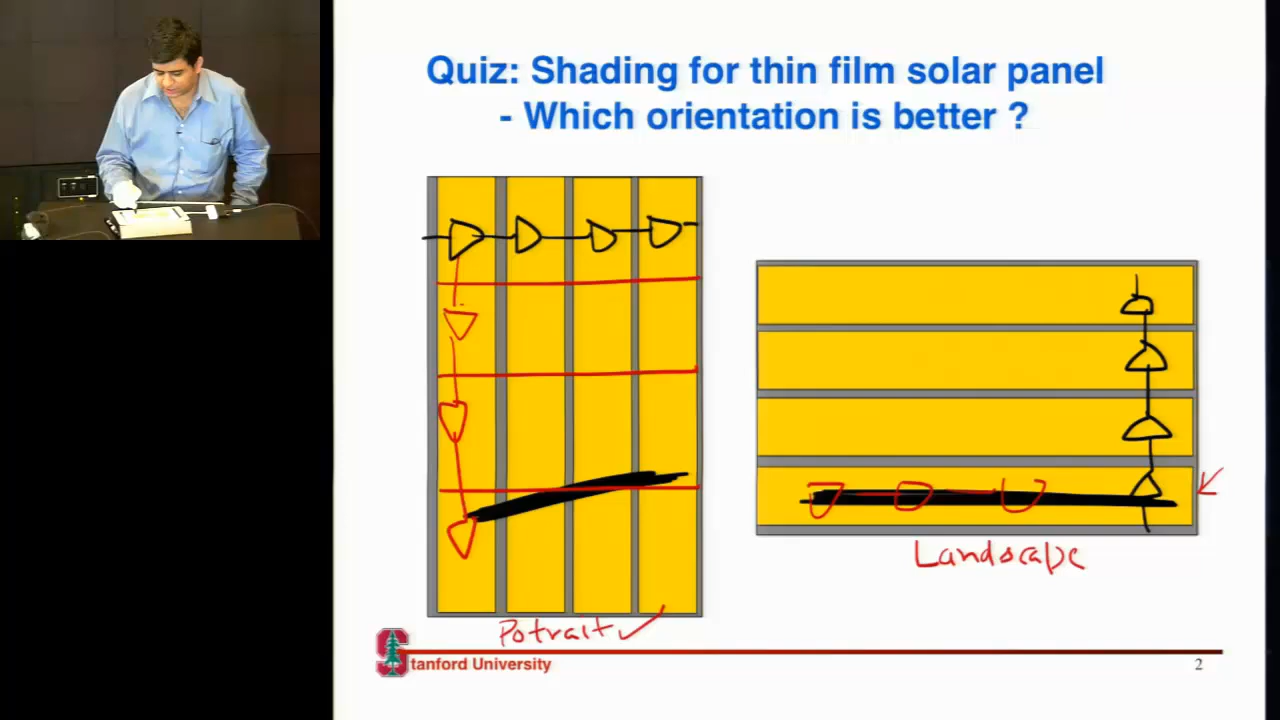 Quiz: Shading for thin film solar panel
- Which orientation is better ?
Landscape
Potrait
Stanford University
2